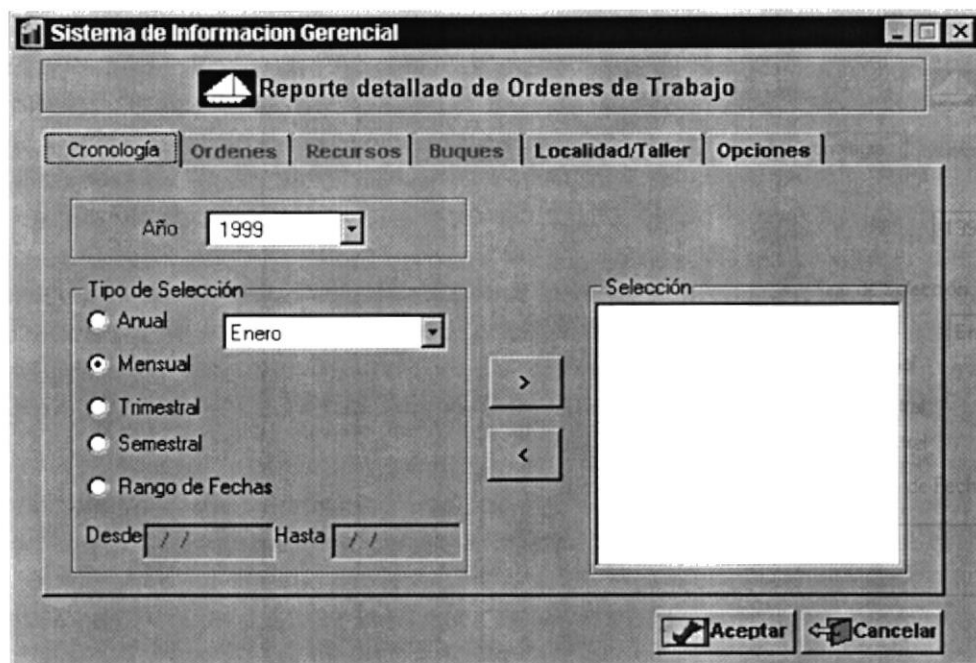 Sistema de Informacion Gerencial
Reporte detallado de Ordenes de Trabajo
Cronología Ordenes Recursos Buques Localidad/Taller Opciones
Año 1999
Tipo de Selección
Selección
Anual Enero
Mensual
>
Trimestral
Semestral
<
Rango de Fechas
Desde / / Hasta / /
Aceptar Cancelar